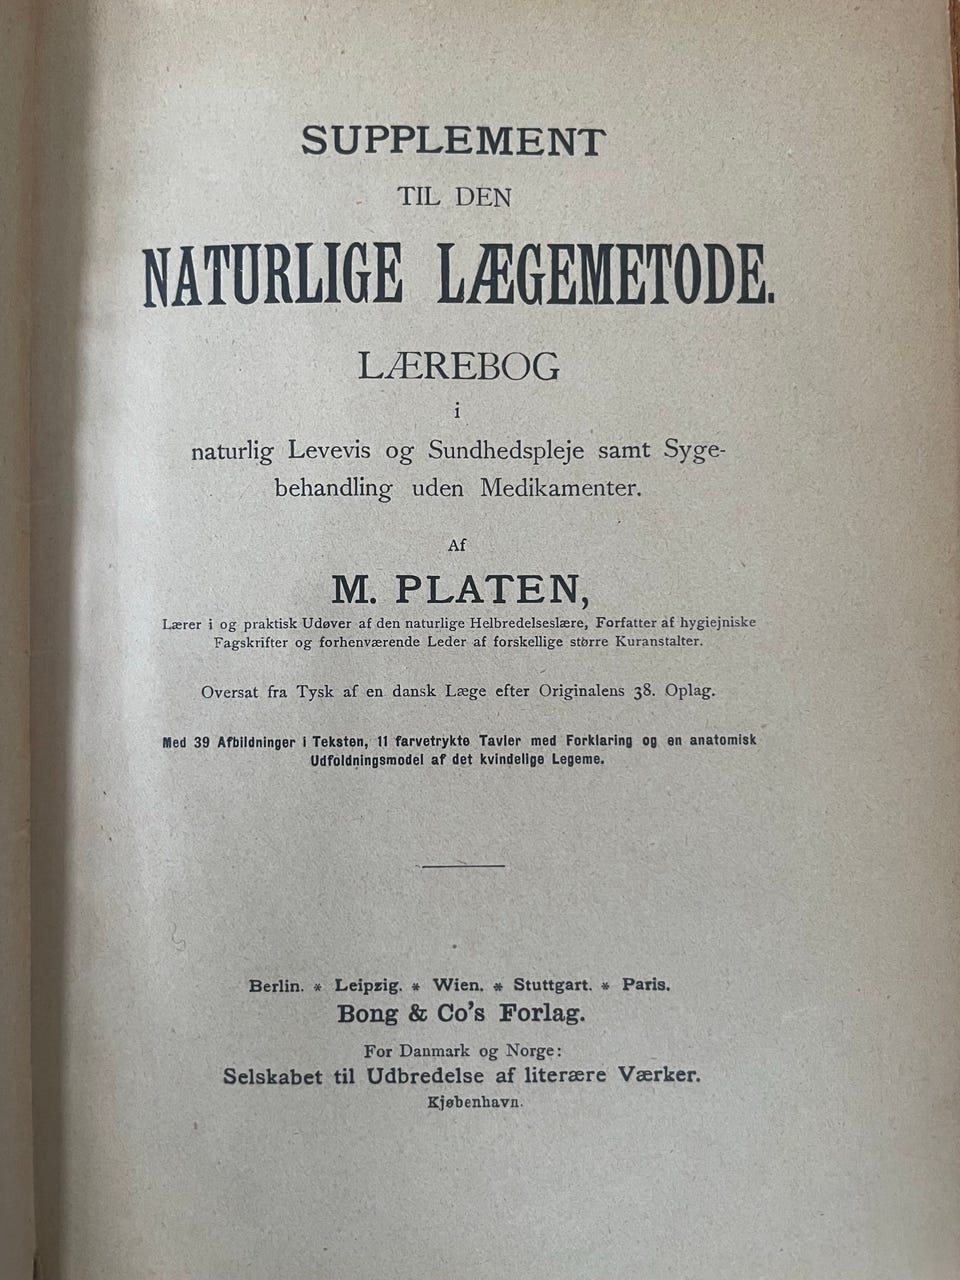 SUPPLEMENT
TIL DEN
NATURLIGE LÆGEMETODE.
LÆREBOG
i
naturlig Levevis og Sundhedspleje samt Syge-
behandling uden Medikamenter.
Af
M. PLATEN,
Lærer i og praktisk Udøver af den naturlige Helbredelseslære, Forfatter af hygiejniske
Fagskrifter og forhenværende Leder af forskellige større Kuranstalter.
Oversat fra Tysk af en dansk Læge efter Originalens 38. Oplag.
Med 39 Afbildninger i Teksten, 11 farvetrykte Tavler med Forklaring og en anatomisk
Udfoldningsmodel af det kvindelige Legeme.
Berlin. * Leipzig. * Wien. * Stuttgart. * Paris.
Bong & Co's Forlag.
For Danmark og Norge:
Selskabet til Udbredelse af literære Værker.
Kjøbenhavn.